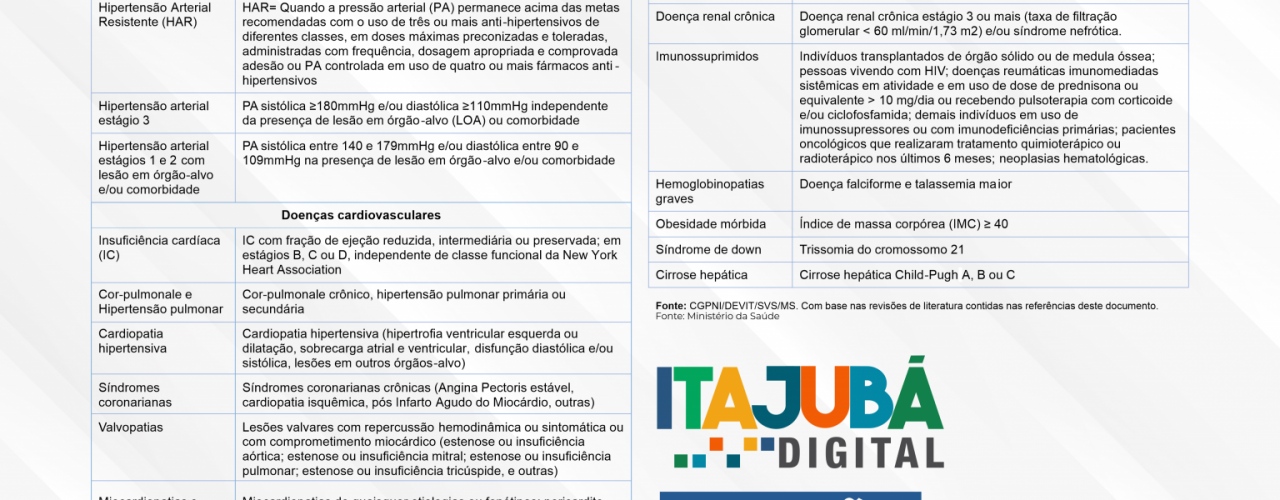 Hipertensão Arterial
Resistente (HAR)
HAR= Quando a pressão arterial (PA) permanece acima das metas
recomendadas com o uso de três ou mais anti-hipertensivos de
diferentes classes, em doses máximas preconizadas e toleradas,
administradas com frequência, dosagem apropriada e comprovada
adesão ou PA controlada em uso de quatro ou mais fármacos anti-
hipertensivos
Hipertensão arterial
estágio 3
PA sistólica ≥180mmHg e/ou diastólica ≥110mmHg independente
da presença de lesão em órgão-alvo (LOA) ou comorbidade
Hipertensão arterial
estágios 1 e 2 com
lesão em órgão-alvo
e/ou comorbidade
PA sistólica entre 140 e 179mmHg e/ou diastólica entre 90 e
109mmHg na presença de lesão em órgão-alvo e/ou comorbidade
Doenças cardiovasculares
Insuficiência cardíaca
(IC)
IC com fração de ejeção reduzida, intermediária ou preservada; em
estágios B, C ou D, independente de classe funcional da New York
Heart Association
Cor-pulmonale e
Hipertensão pulmonar
Cor-pulmonale crônico, hipertensão pulmonar primária ou
secundária
Cardiopatia
hipertensiva
Cardiopatia hipertensiva (hipertrofia ventricular esquerda ou
dilatação, sobrecarga atrial e ventricular, disfunção diastólica e/ou
sistólica, lesões em outros órgãos-alvo)
Síndromes
coronarianas
Síndromes coronarianas crônicas (Angina Pectoris estável,
cardiopatia isquêmica, pós Infarto Agudo do Miocárdio, outras)
Valvopatias
Lesões valvares com repercussão hemodinâmica ou sintomática ou
com comprometimento miocárdico (estenose ou insuficiência
aórtica; estenose ou insuficiência mitral; estenose ou insuficiência
pulmonar; estenose ou insuficiência tricúspide, e outras)
Doença renal crônica
Doença renal crônica estágio 3 ou mais (taxa de filtração
glomerular < 60 ml/min/1,73 m2) e/ou síndrome nefrótica.
Imunossuprimidos
Indivíduos transplantados de órgão sólido ou de medula óssea;
pessoas vivendo com HIV; doenças reumáticas imunomediadas
sistêmicas em atividade e em uso de dose de prednisona ou
equivalente > 10 mg/dia ou recebendo pulsoterapia com corticoide
e/ou ciclofosfamida; demais indivíduos em uso de
imunossupressores ou com imunodeficiências primárias; pacientes
oncológicos que realizaram tratamento quimioterápico ou
radioterápico nos últimos 6 meses; neoplasias hematológicas.
Hemoglobinopatias
graves
Doença falciforme e talassemia maior
Obesidade mórbida
Índice de massa corpórea (IMC) ≥ 40
Síndrome de down
Trissomia do cromossomo 21
Cirrose hepática
Cirrose hepática Child-Pugh A, B ou C
Fonte: CGPNI/DEVIT/SVS/MS. Com base nas revisões de literatura contidas nas referências deste documento.
Fonte: Ministério da Saúde
ITAJUBÁ
DIGITAL